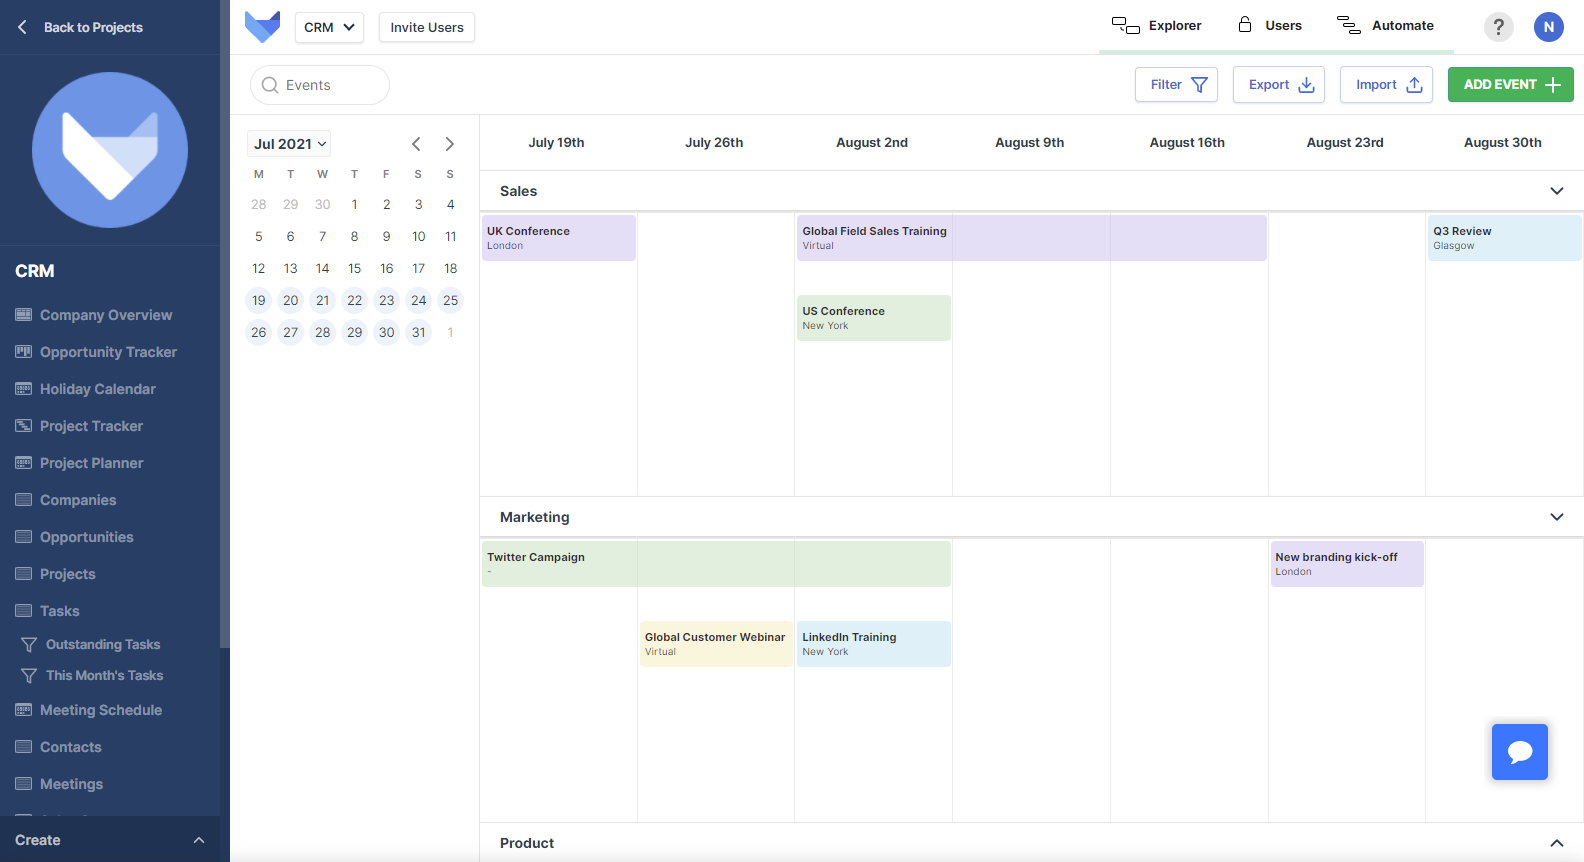 Back to Projects
CRM
Company Overview
Opportunity Tracker
Holiday Calendar
Project Tracker
Project Planner
Companies
Opportunities
Projects
Tasks
Outstanding Tasks
This Month's Tasks
Meeting Schedule
Contacts
Meetings
Create
CRM
Invite Users
Explorer
Users
Automate
?
N
Events
Filter
Export
Import
ADD EVENT
Jul 2021
M T W T F S S
28 29 30 1 2 3 4
5 6 7 8 9 10 11
12 13 14 15 16 17 18
19 20 21 22 23 24 25
26 27 28 29 30 31 1
July 19th July 26th August 2nd August 9th August 16th August 23rd August 30th
Sales
UK Conference
London
Global Field Sales Training
Virtual
Q3 Review
Glasgow
US Conference
New York
Marketing
Twitter Campaign
-
New branding kick-off
London
Global Customer Webinar
Virtual
LinkedIn Training
New York
Product